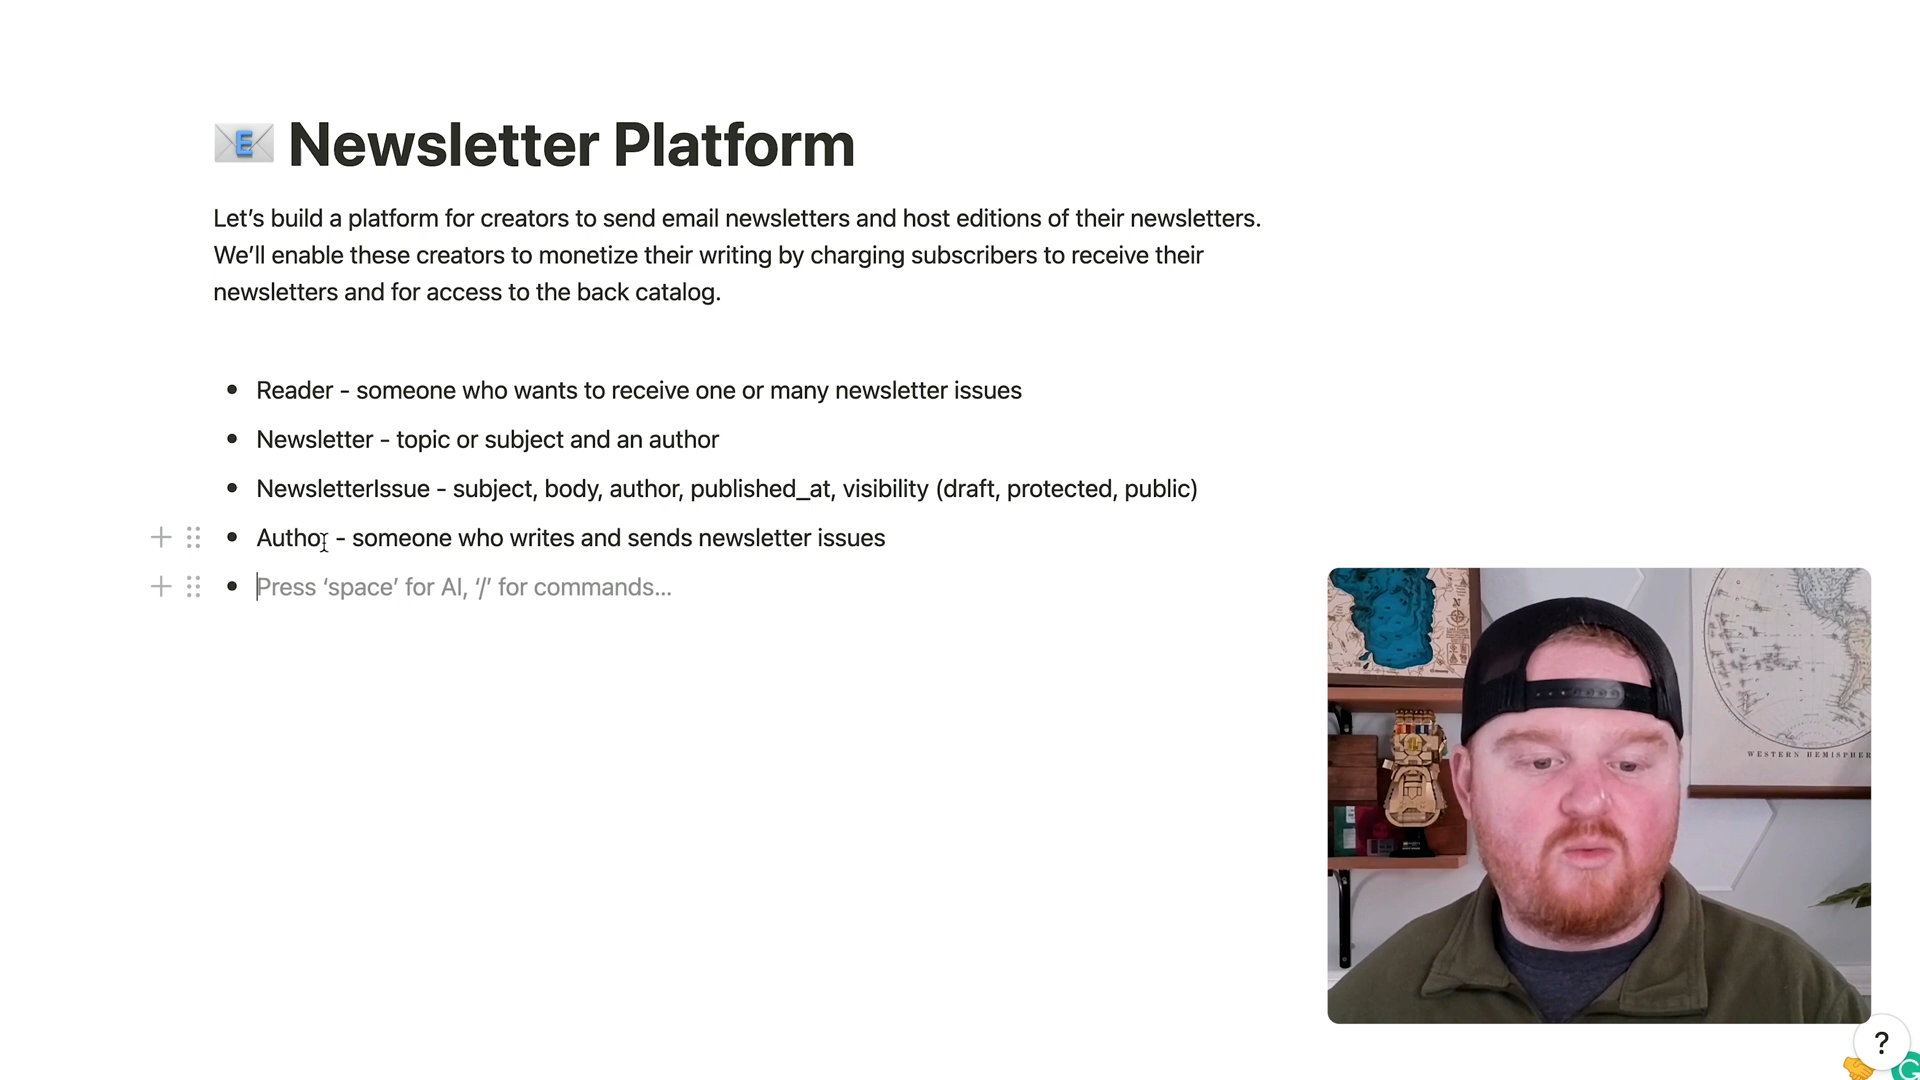 Newsletter Platform
Let’s build a platform for creators to send email newsletters and host editions of their newsletters.
We’ll enable these creators to monetize their writing by charging subscribers to receive their
newsletters and for access to the back catalog.
Reader - someone who wants to receive one or many newsletter issues
Newsletter - topic or subject and an author
NewsletterIssue - subject, body, author, published_at, visibility (draft, protected, public)
Author - someone who writes and sends newsletter issues
Press ‘space’ for AI, ‘/’ for commands...
WESTERN HEMISPHER
?